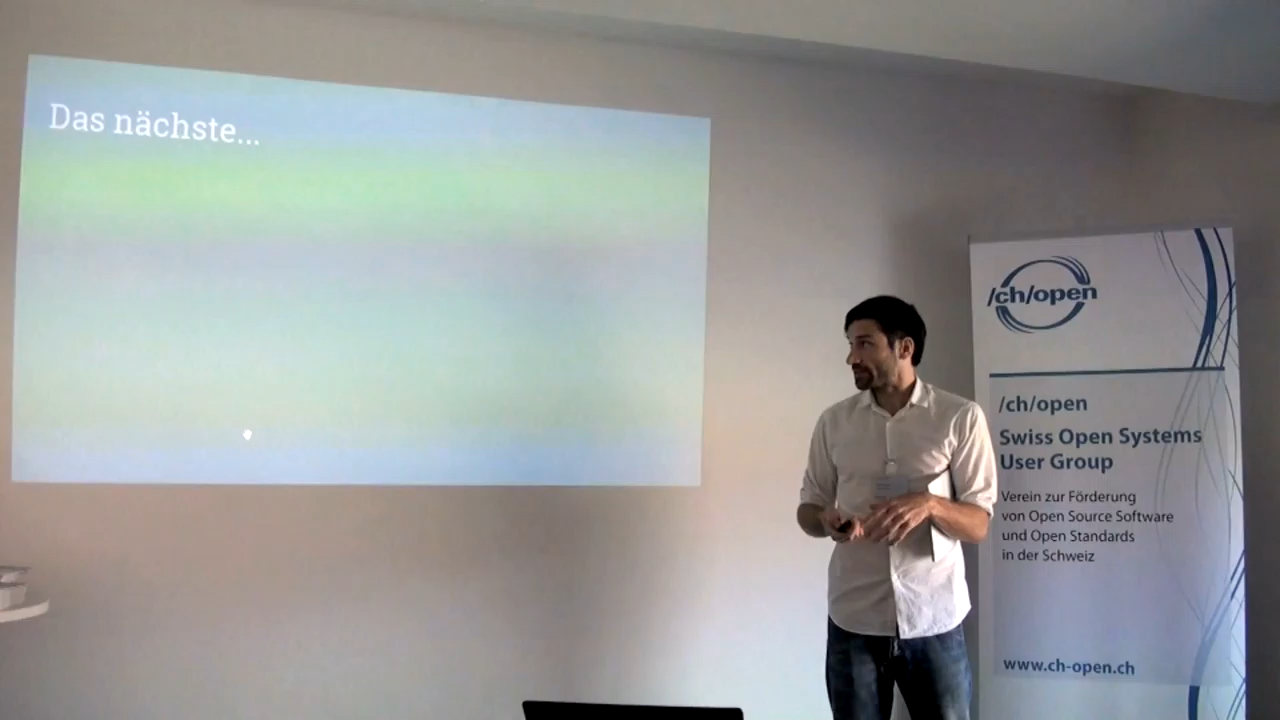 Das nächste...
/ch/open
/ch/open
Swiss Open Systems
User Group
Verein zur Förderung
von Open Source Software
und Open Standards
in der Schweiz
www.ch-open.ch